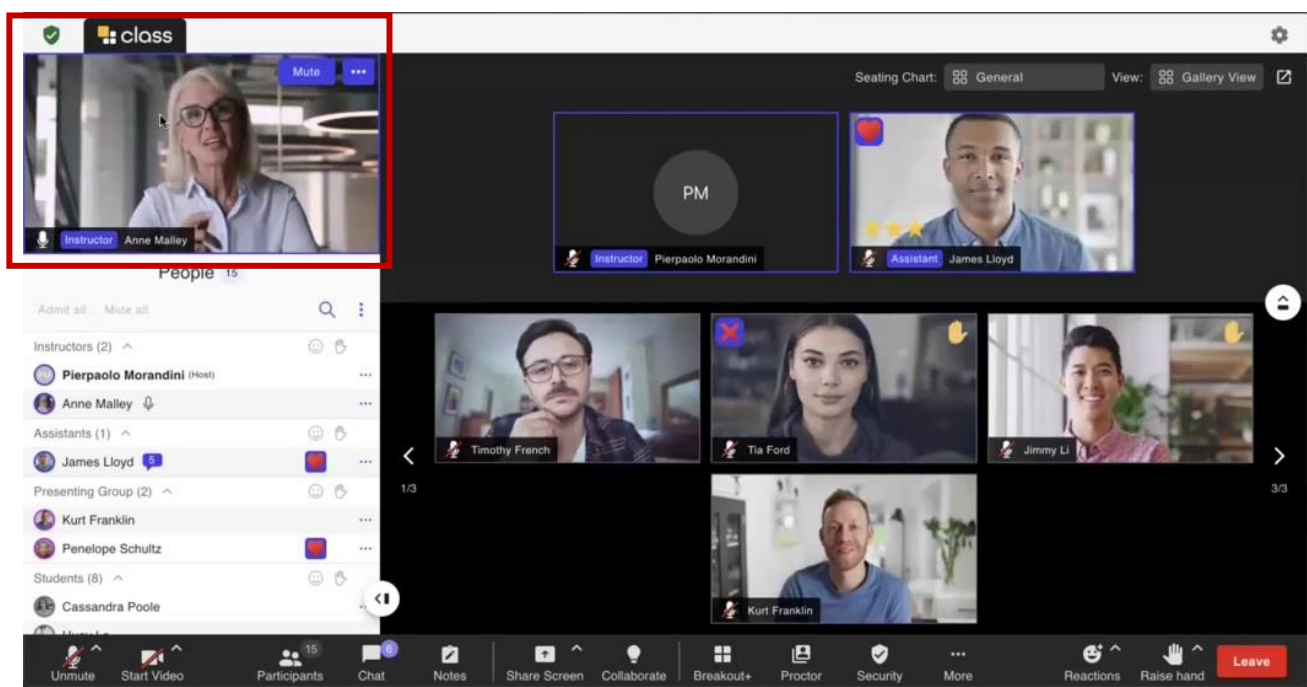 class
Mute
Instructor Anne Malley
Seating Chart: General View: Gallery View
PM
Instructor Pierpaolo Morandini
Assistant James Lloyd
People 15
Admit all Mute all
Instructors (2)
Pierpaolo Morandini (Host)
Anne Malley
Assistants (1)
James Lloyd 5
Presenting Group (2)
Kurt Franklin
Penelope Schultz
Students (8)
Cassandra Poole
Timothy French
Tia Ford
Jimmy Li
1/3
3/3
Kurt Franklin
Unmute Start Video Participants 15 Chat 6 Notes Share Screen Collaborate Breakout+ Proctor Security More Reactions Raise hand Leave